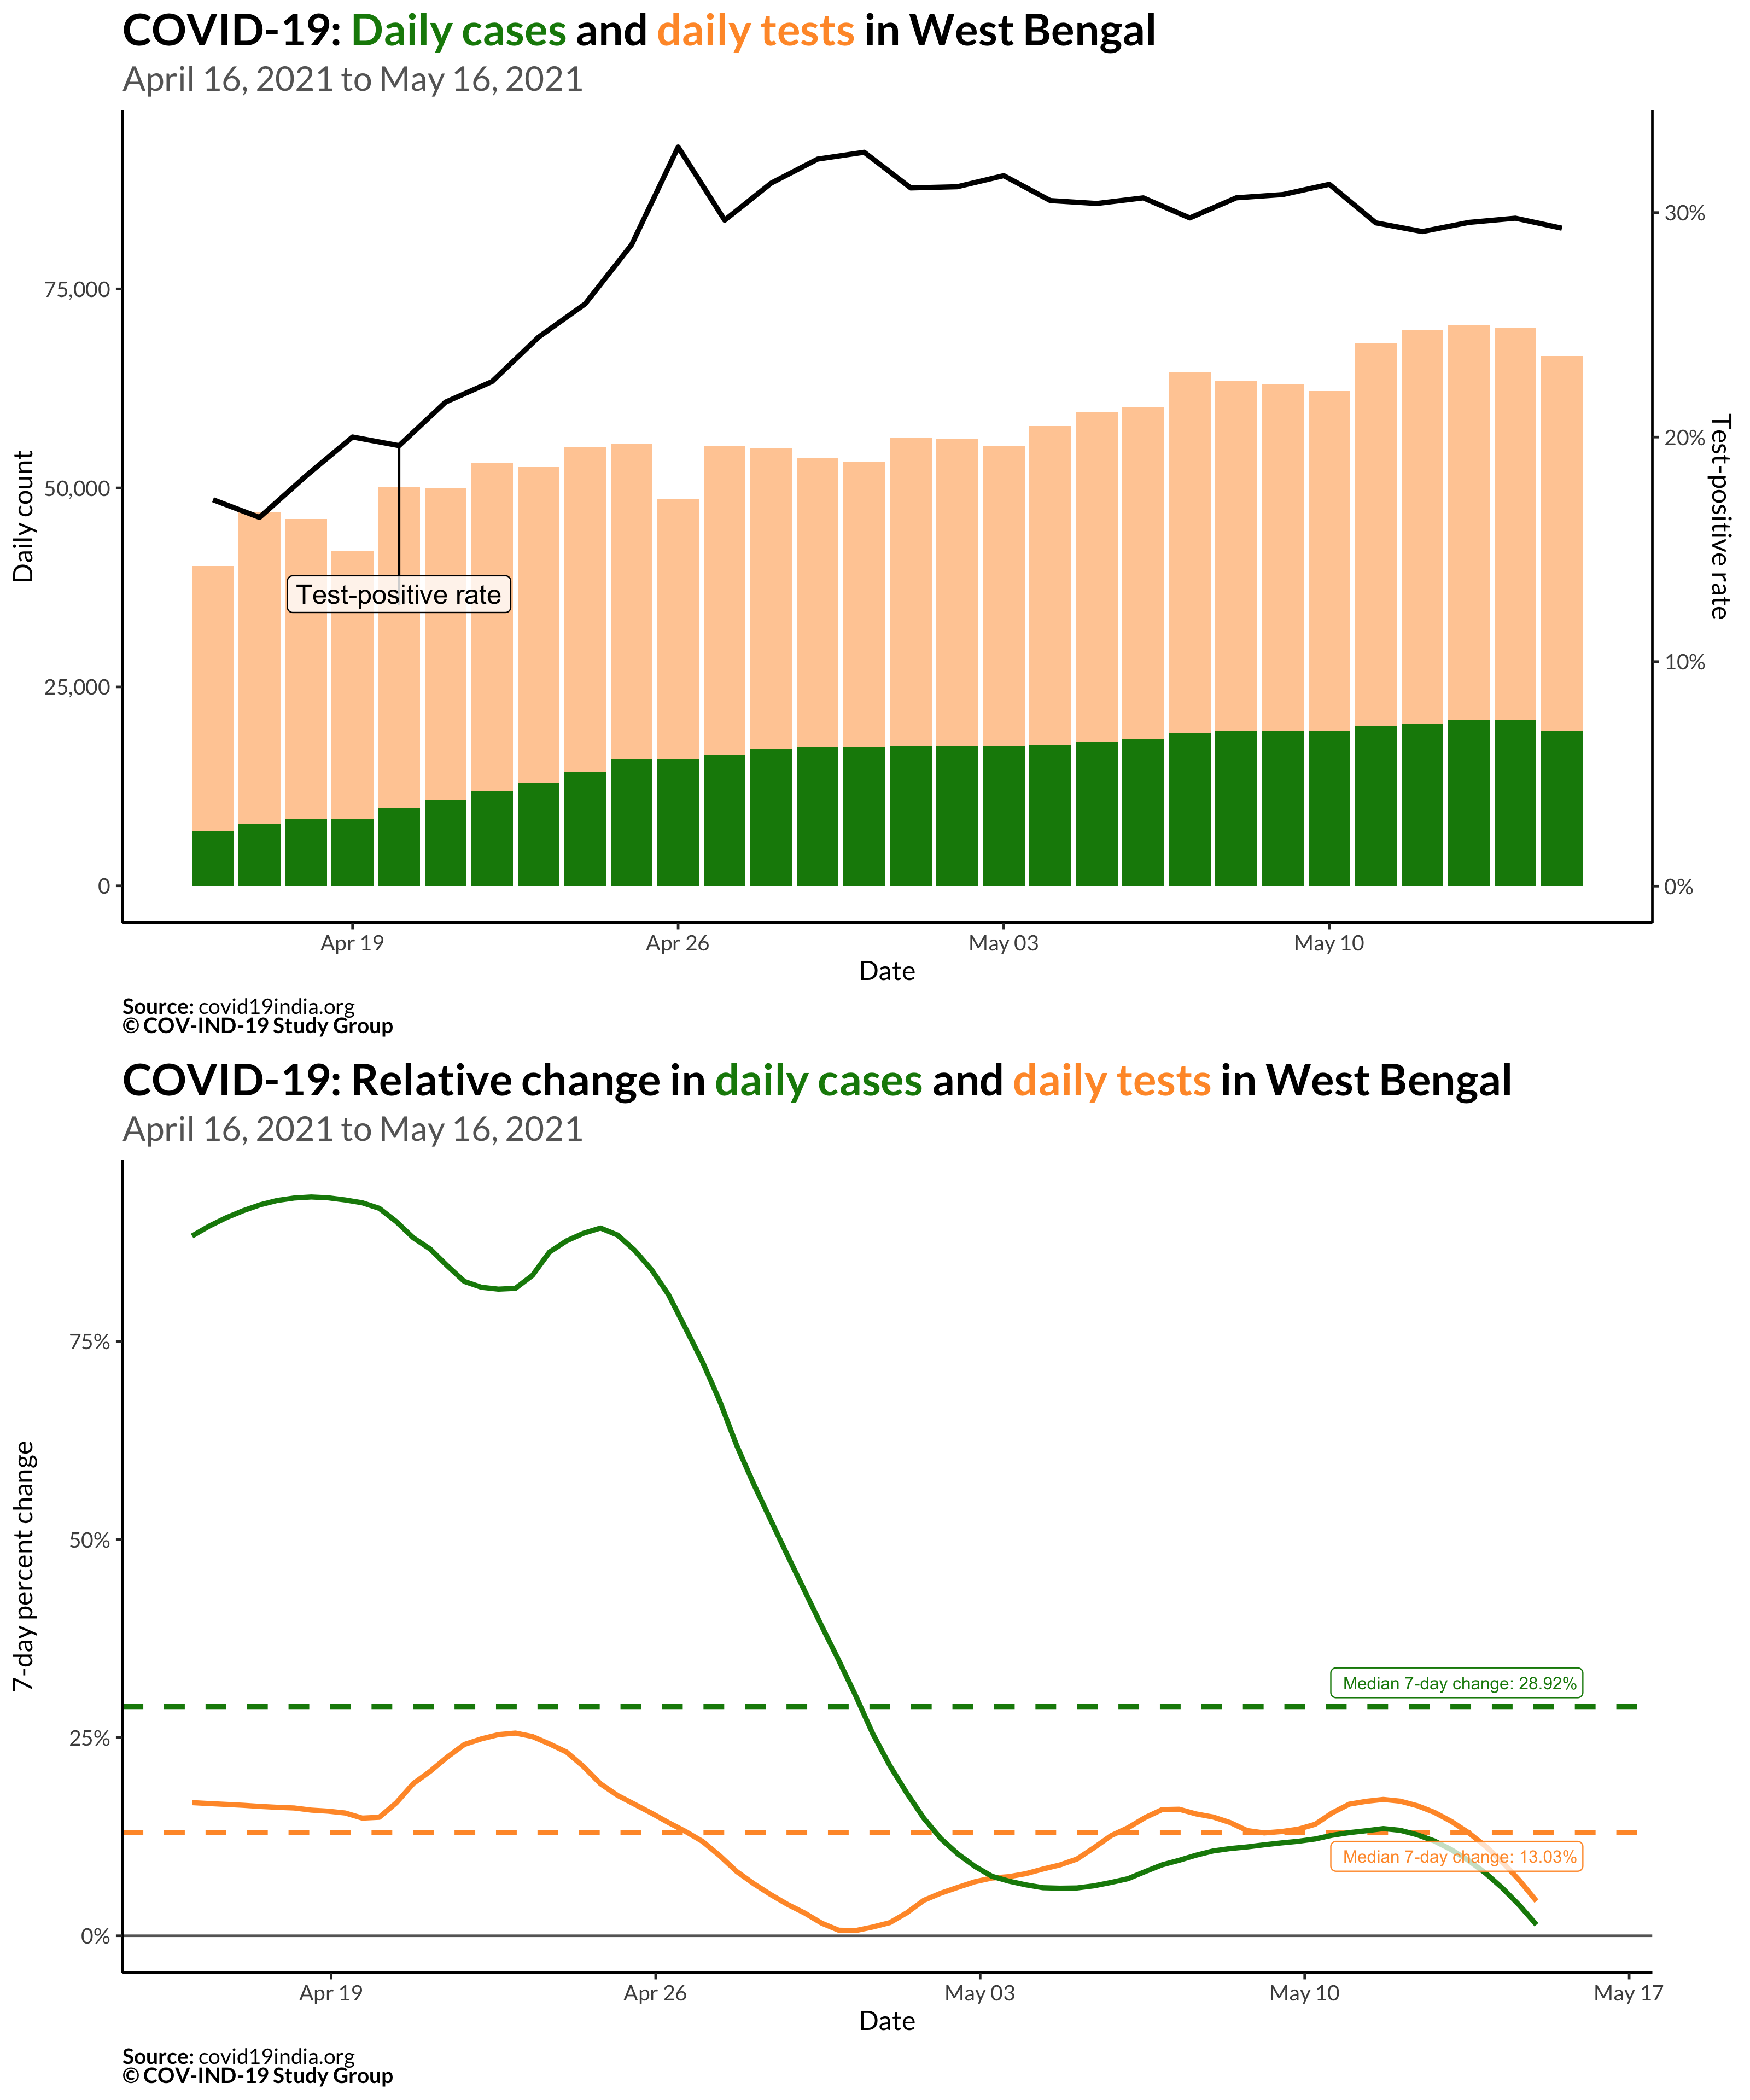 COVID-19: Daily cases and daily tests in West Bengal
April 16, 2021 to May 16, 2021
Daily count
75,000
50,000
25,000
0
Test-positive rate
30%
20%
10%
0%
Test-positive rate
Apr 19
Apr 26
May 03
May 10
Date
Source: covid19india.org
© COV-IND-19 Study Group
COVID-19: Relative change in daily cases and daily tests in West Bengal
April 16, 2021 to May 16, 2021
7-day percent change
75%
50%
25%
0%
Median 7-day change: 28.92%
Median 7-day change: 13.03%
Apr 19
Apr 26
May 03
May 10
May 17
Date
Source: covid19india.org
© COV-IND-19 Study Group